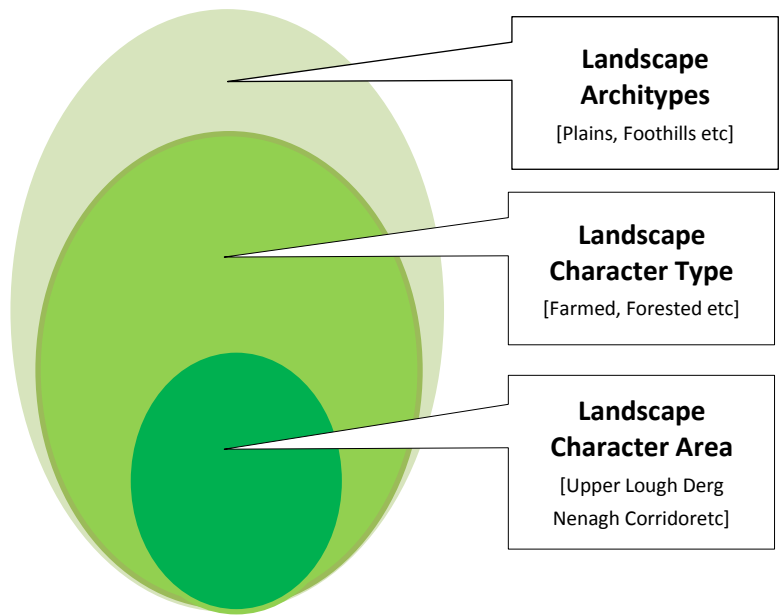 Landscape
Architypes
[Plains, Foothills etc]
Landscape
Character Type
[Farmed, Forested etc]
Landscape
Character Area
[Upper Lough Derg
Nenagh Corridoretc]